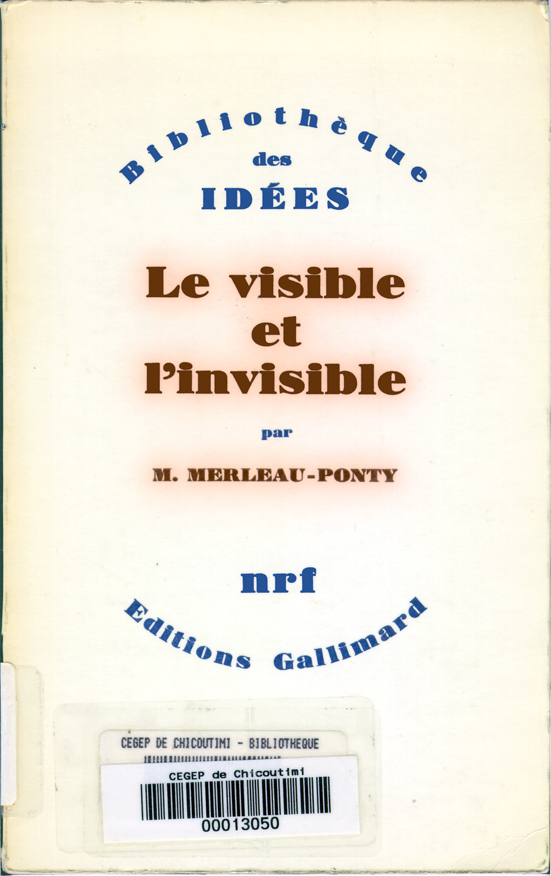 Bibliothèque
des
IDÉES
Le visible
et
l'invisible
par
M. MERLEAU-PONTY
nrf
Editions Gallimard
CEGEP DE CHICOUTIMI - BIBLIOTHEQUE
CEGEP de Chicoutimi
00013050